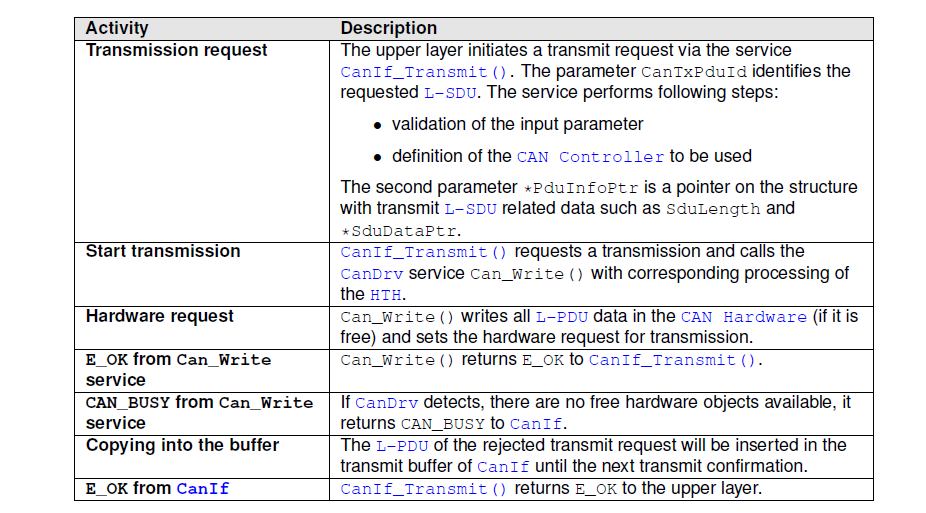 Activity Description
Transmission request The upper layer initiates a transmit request via the service
CanIf_Transmit(). The parameter CanTxPduId identifies the
requested L-SDU. The service performs following steps:
• validation of the input parameter
• definition of the CAN Controller to be used
The second parameter *PduInfoPtr is a pointer on the structure
with transmit L-SDU related data such as SduLength and
*SduDataPtr.
Start transmission CanIf_Transmit() requests a transmission and calls the
CanDrv service Can_Write() with corresponding processing of
the HTH.
Hardware request Can_Write() writes all L-PDU data in the CAN Hardware (if it is
free) and sets the hardware request for transmission.
E_OK from Can_Write Can_Write() returns E_OK to CanIf_Transmit().
service
CAN_BUSY from Can_Write If CanDrv detects, there are no free hardware objects available, it
service returns CAN_BUSY to CanIf.
Copying into the buffer The L-PDU of the rejected transmit request will be inserted in the
transmit buffer of CanIf until the next transmit confirmation.
E_OK from CanIf CanIf_Transmit() returns E_OK to the upper layer.